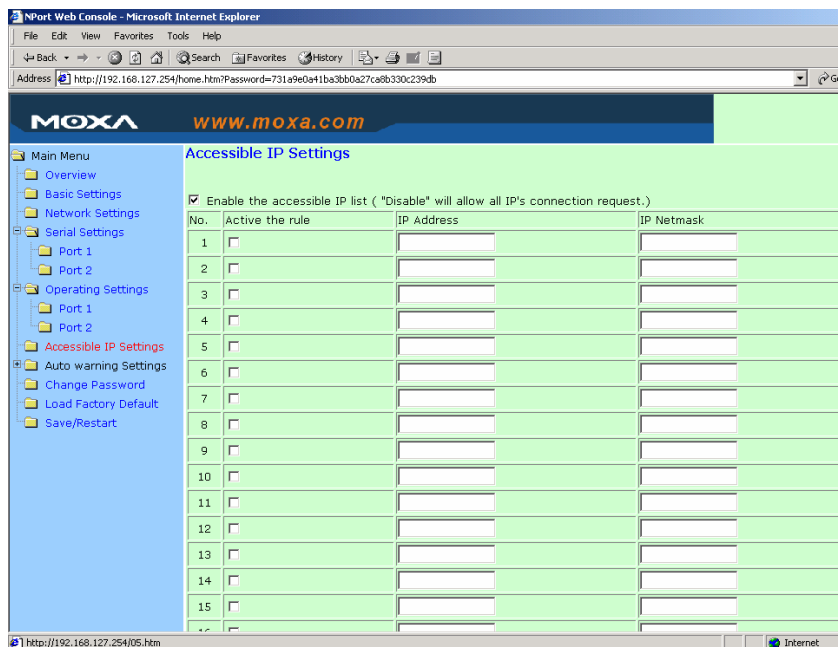 NPort Web Console - Microsoft Internet Explorer
File Edit View Favorites Tools Help
Back Search Favorites History
Address http://192.168.127.254/home.htm?Password=731a9e0a41ba3bb0a27ca8b330c239db
MOXA www.moxa.com
Main Menu
Overview
Basic Settings
Network Settings
Serial Settings
Port 1
Port 2
Operating Settings
Port 1
Port 2
Accessible IP Settings
Auto warning Settings
Change Password
Load Factory Default
Save/Restart
Accessible IP Settings
Enable the accessible IP list ( "Disable" will allow all IP's connection request.)
No. Active the rule IP Address IP Netmask
1
2
3
4
5
6
7
8
9
10
11
12
13
14
15
http://192.168.127.254/05.htm Internet